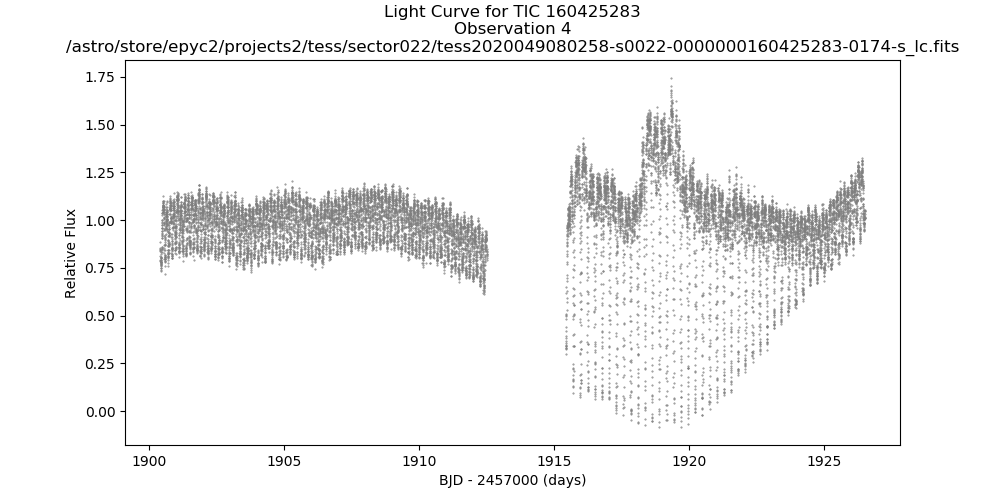 Light Curve for TIC 160425283
Observation 4
/astro/store/epyc2/projects2/tess/sector022/tess2020049080258-s0022-0000000160425283-0174-s_lc.fits
1.75
1.50
1.25
1.00
0.75
0.50
0.25
0.00
Relative Flux
1900 1905 1910 1915 1920 1925
BJD - 2457000 (days)